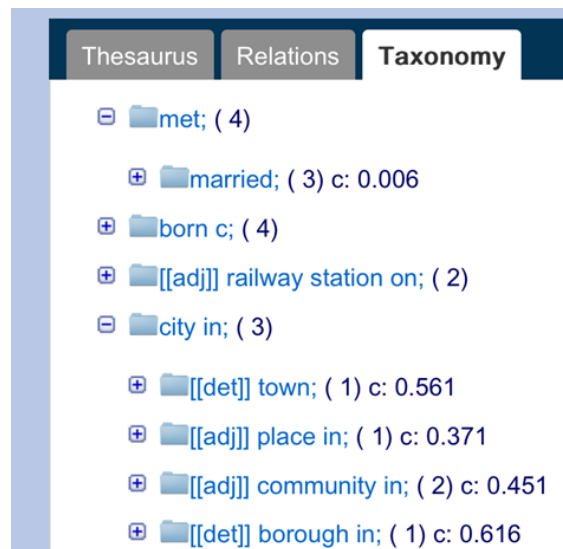 Thesaurus Relations Taxonomy
met; ( 4)
married; ( 3) c: 0.006
born c; ( 4)
[[adj]] railway station on; ( 2)
city in; ( 3)
[[det]] town; ( 1) c: 0.561
[[adj]] place in; ( 1) c: 0.371
[[adj]] community in; ( 2) c: 0.451
[[det]] borough in; ( 1) c: 0.616